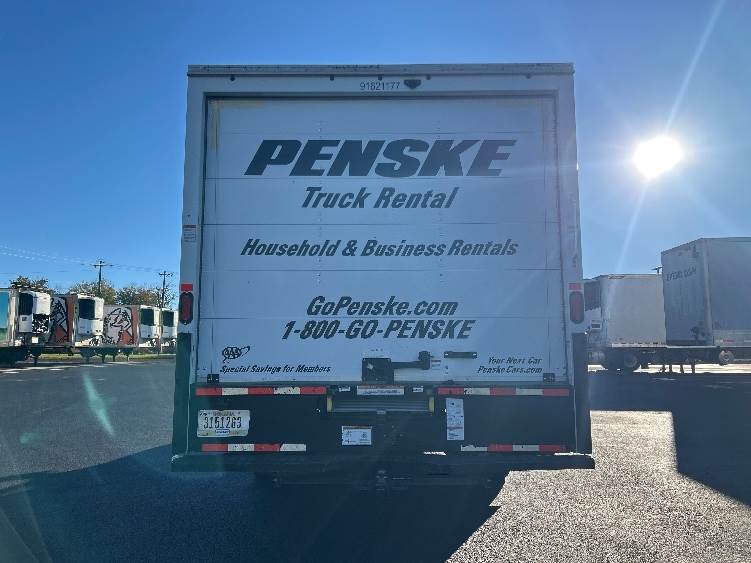 91821177
PENSKE
Truck Rental
Household & Business Rentals
GoPenske.com
1-800-GO-PENSKE
AAA
Special Savings for Members
Your Next Car
PenskeCars.com
INDIANA
3151263